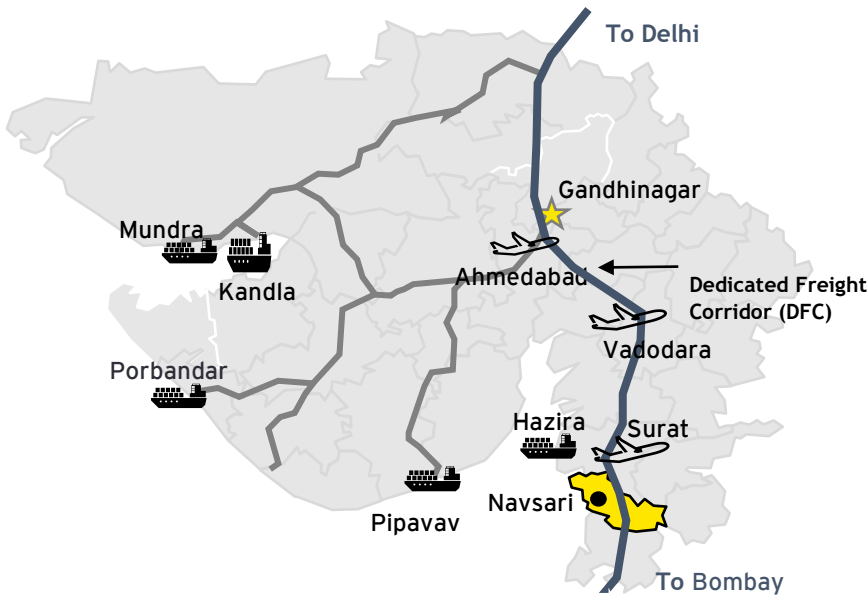 To Delhi
Gandhinagar
Mundra
Ahmedabad
Kandla
Dedicated Freight
Corridor (DFC)
Vadodara
Porbandar
Hazira
Surat
Navsari
Pipavav
To Bombay